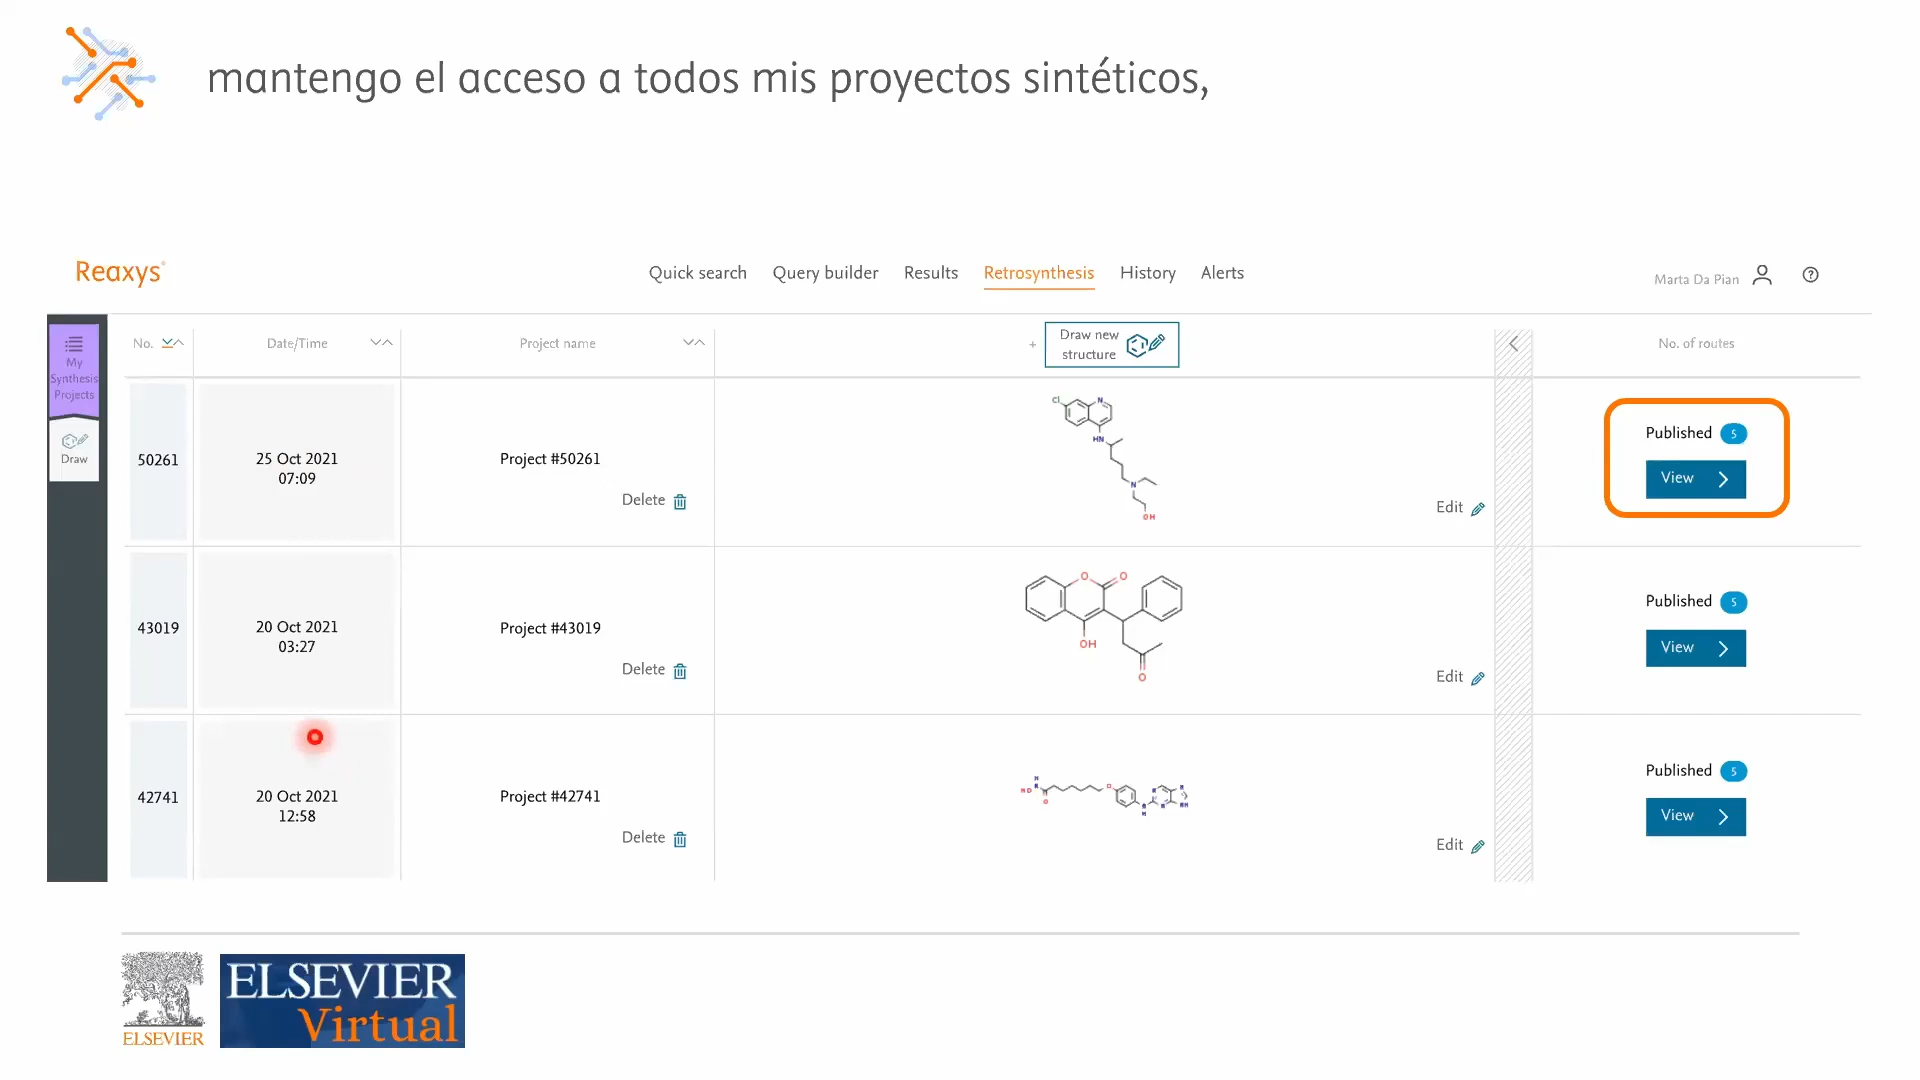 mantengo el acceso a todos mis proyectos sintéticos,
Reaxys®
Quick search
Query builder
Results
Retrosynthesis
History
Alerts
Marta Da Pian
My
Synthesis
Projects
Draw
No.
Date/Time
Project name
+
Draw new
structure
No. of routes
50261
25 Oct 2021
07:09
Project #50261
Delete
Cl
N
HN
N
OH
Edit
Published 5
View
43019
20 Oct 2021
03:27
Project #43019
Delete
O
O
OH
O
Edit
Published 5
View
42741
20 Oct 2021
12:58
Project #42741
Delete
Edit
Published 5
View
ELSEVIER
ELSEVIER
Virtual